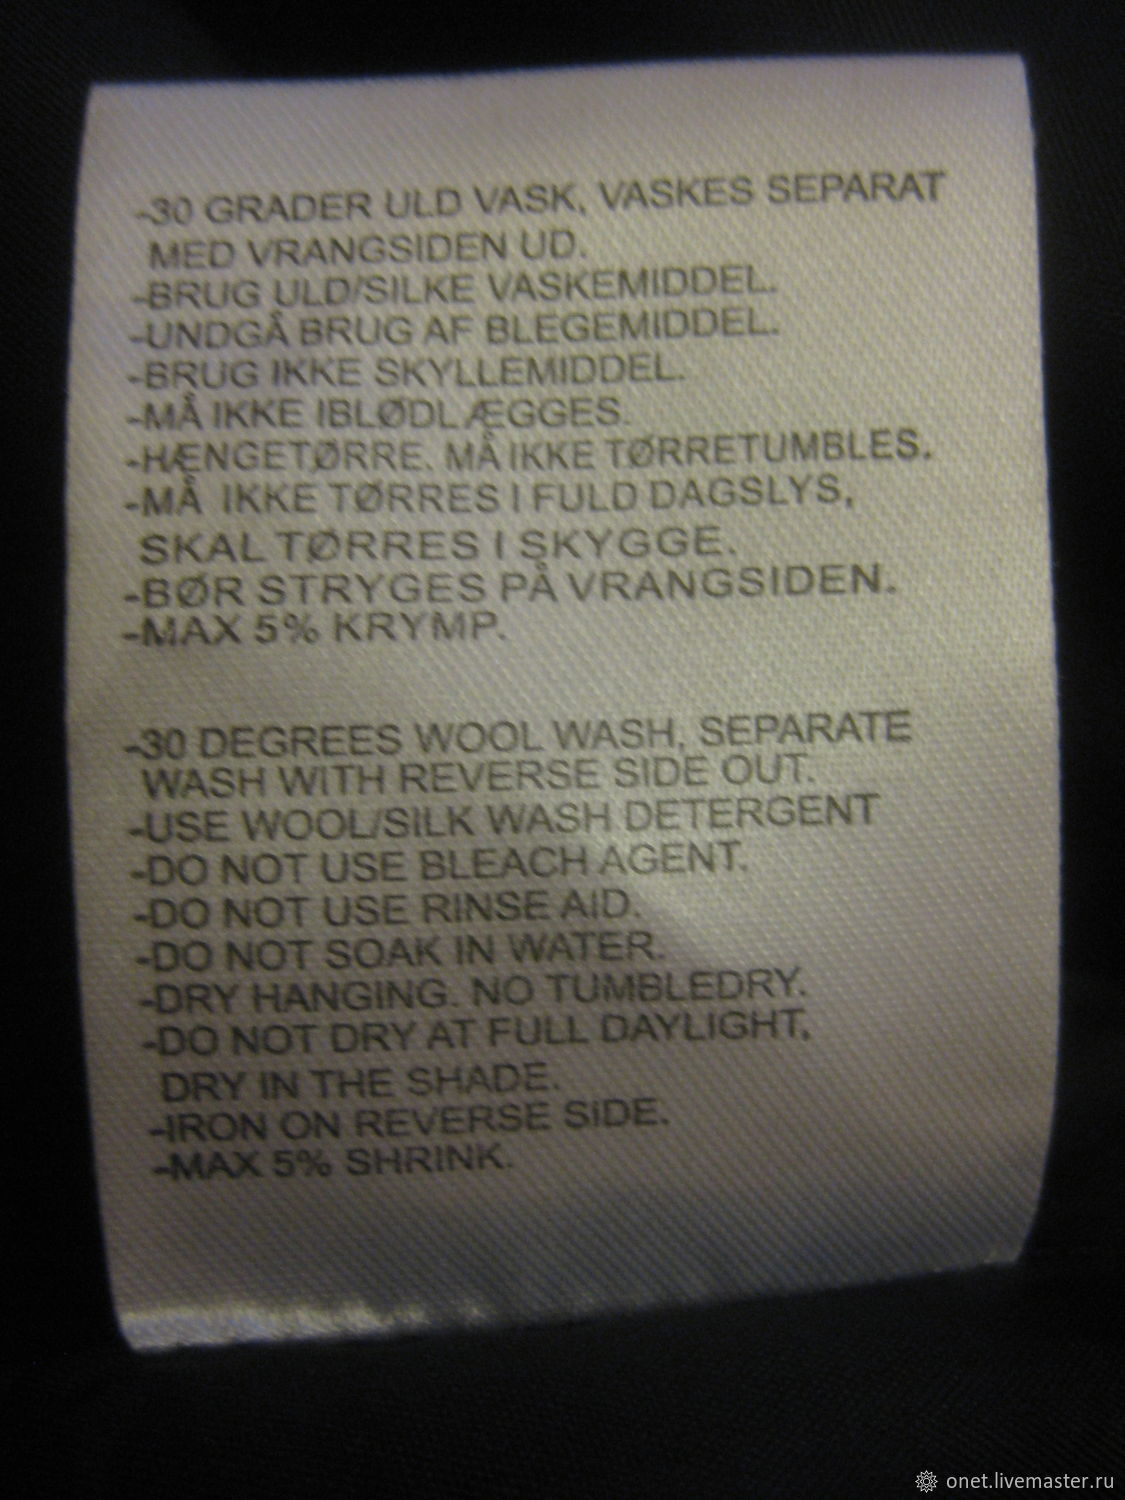 -30 GRADER ULD VASK, VASKES SEPARAT
MED VRANGSIDEN UD.
-BRUG ULD/SILKE VASKEMIDDEL.
-UNDGÅ BRUG AF BLEGEMIDDEL.
-BRUG IKKE SKYLLEMIDDEL.
-MÅ IKKE IBLØDLÆGGES.
-HÆNGETØRRE. MÅ IKKE TØRRETUMBLES.
-MÅ IKKE TØRRES I FULD DAGSLYS,
SKAL TØRRES I SKYGGE.
-BØR STRYGES PÅ VRANGSIDEN.
-MAX 5% KRYMP.
-30 DEGREES WOOL WASH, SEPARATE
WASH WITH REVERSE SIDE OUT.
-USE WOOL/SILK WASH DETERGENT
-DO NOT USE BLEACH AGENT.
-DO NOT USE RINSE AID.
-DO NOT SOAK IN WATER.
-DRY HANGING. NO TUMBLEDRY.
-DO NOT DRY AT FULL DAYLIGHT,
DRY IN THE SHADE.
-IRON ON REVERSE SIDE.
-MAX 5% SHRINK.
onet.livemaster.ru